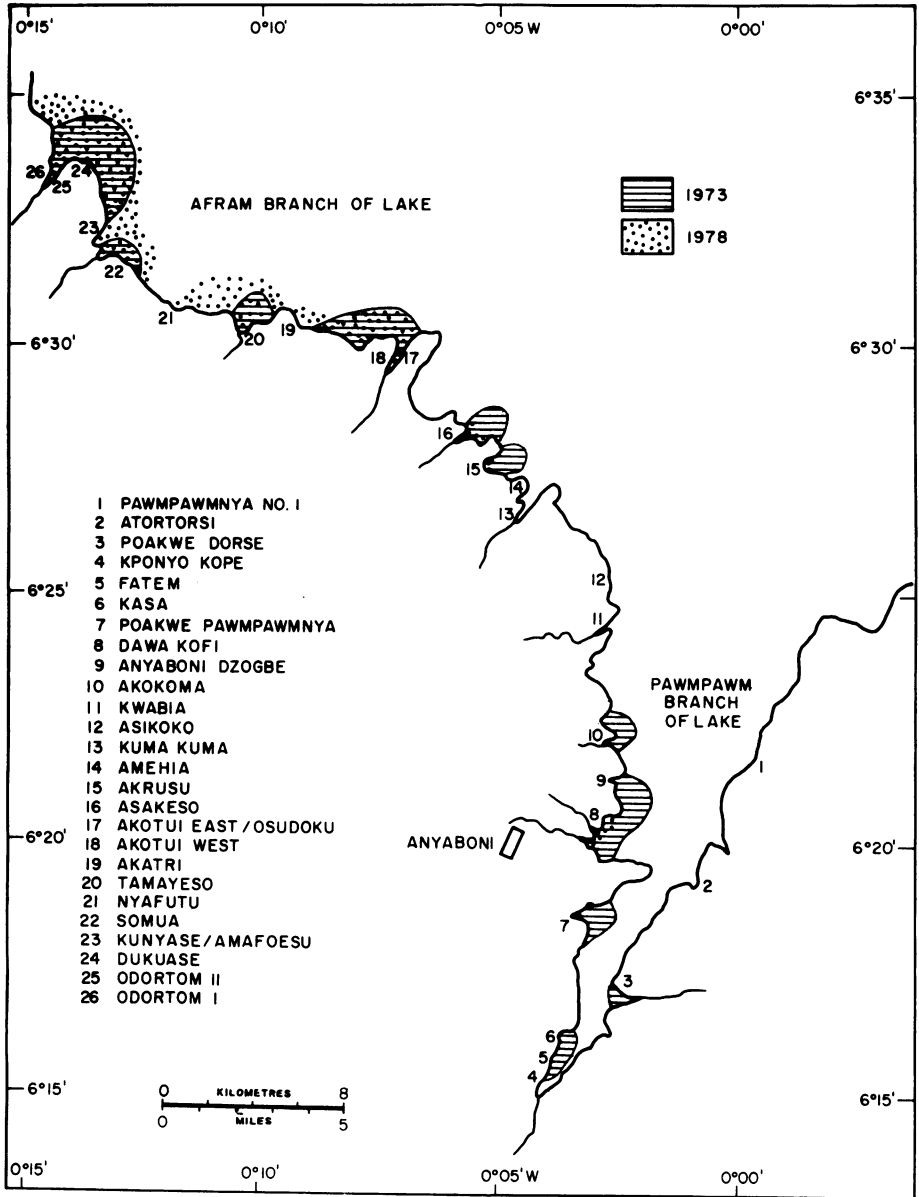 0°15'
0°10'
0°05 W
0°00'
6°35'
26
25
24
23
22
21
20
19
18
17
AFRAM BRANCH OF LAKE
1973
1978
6°30'
6°30'
16
15
14
13
12
11
1 PAWMPAWMNYA NO. I
2 ATORTORSI
3 POAKWE DORSE
4 KPONYO KOPE
5 FATEM
6 KASA
7 POAKWE PAWMPAWMNYA
8 DAWA KOFI
9 ANYABONI DZOGBE
10 AKOKOMA
11 KWABIA
12 ASIKOKO
13 KUMA KUMA
14 AMEHIA
15 AKRUSU
16 ASAKESO
17 AKOTUI EAST/OSUDOKU
18 AKOTUI WEST
19 AKATRI
20 TAMAYESO
21 NYAFUTU
22 SOMUA
23 KUNYASE/AMAFOESU
24 DUKUASE
25 ODORTOM II
26 ODORTOM I
6°25'
PAWMPAWM
BRANCH
OF LAKE
10
9
8
1
6°20'
ANYABONI
6°20'
2
7
3
6
5
4
6°15'
0 KILOMETRES 8
0 MILES 5
6°15'
0°15'
0°10'
0°05'W
0°00'